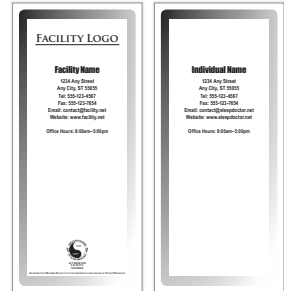 FACILITY LOGO
Facility Name
1234 Any Street
Any City, ST 55055
Tel: 555-123-4567
Fax: 555-123-7654
Email: contact@facility.net
Website: www.facility.net
Office Hours: 8:00am–5:00pm
Individual Name
1234 Any Street
Any City, ST 55055
Tel: 555-123-4567
Fax: 555-123-7654
Email: contact@sleepdoctor.net
Website: www.sleepdoctor.net
Office Hours: 8:00am–5:00pm